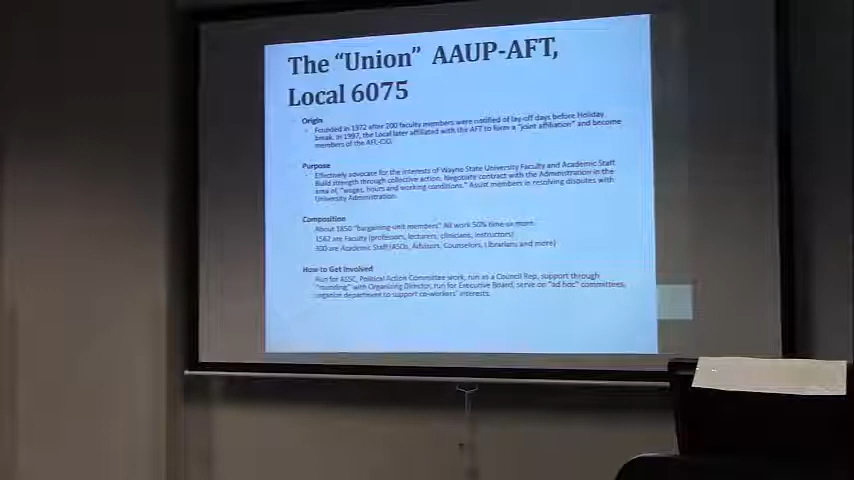 The "Union" AAUP-AFT,
Local 6075
Origin
Founded in 1972 after 200 faculty members were notified of lay-off days before Holiday
break. In 1997, the Local later affiliated with the AFT to form a "joint affiliation" and become
members of the AFL-CIO.
Purpose
Effectively advocate for the interests of Wayne State University Faculty and Academic Staff
Build strength through collective action. Negotiate contract with the Administration in the
area of, "wages, hours and working conditions." Assist members in resolving disputes with
University Administration.
Composition
About 1850 "bargaining-unit members" All work 50% time or more.
1562 are Faculty (professors, lecturers, clinicians, instructors)
300 are Academic Staff (ASOs, Advisors, Counselors, Librarians and more)
How to Get Involved
Run for ASSC, Political Action Committee work, run as a Council Rep, support through
"rounding" with Organizing Director, run for Executive Board, serve on "ad hoc" committees,
organize department to support co-workers' interests.